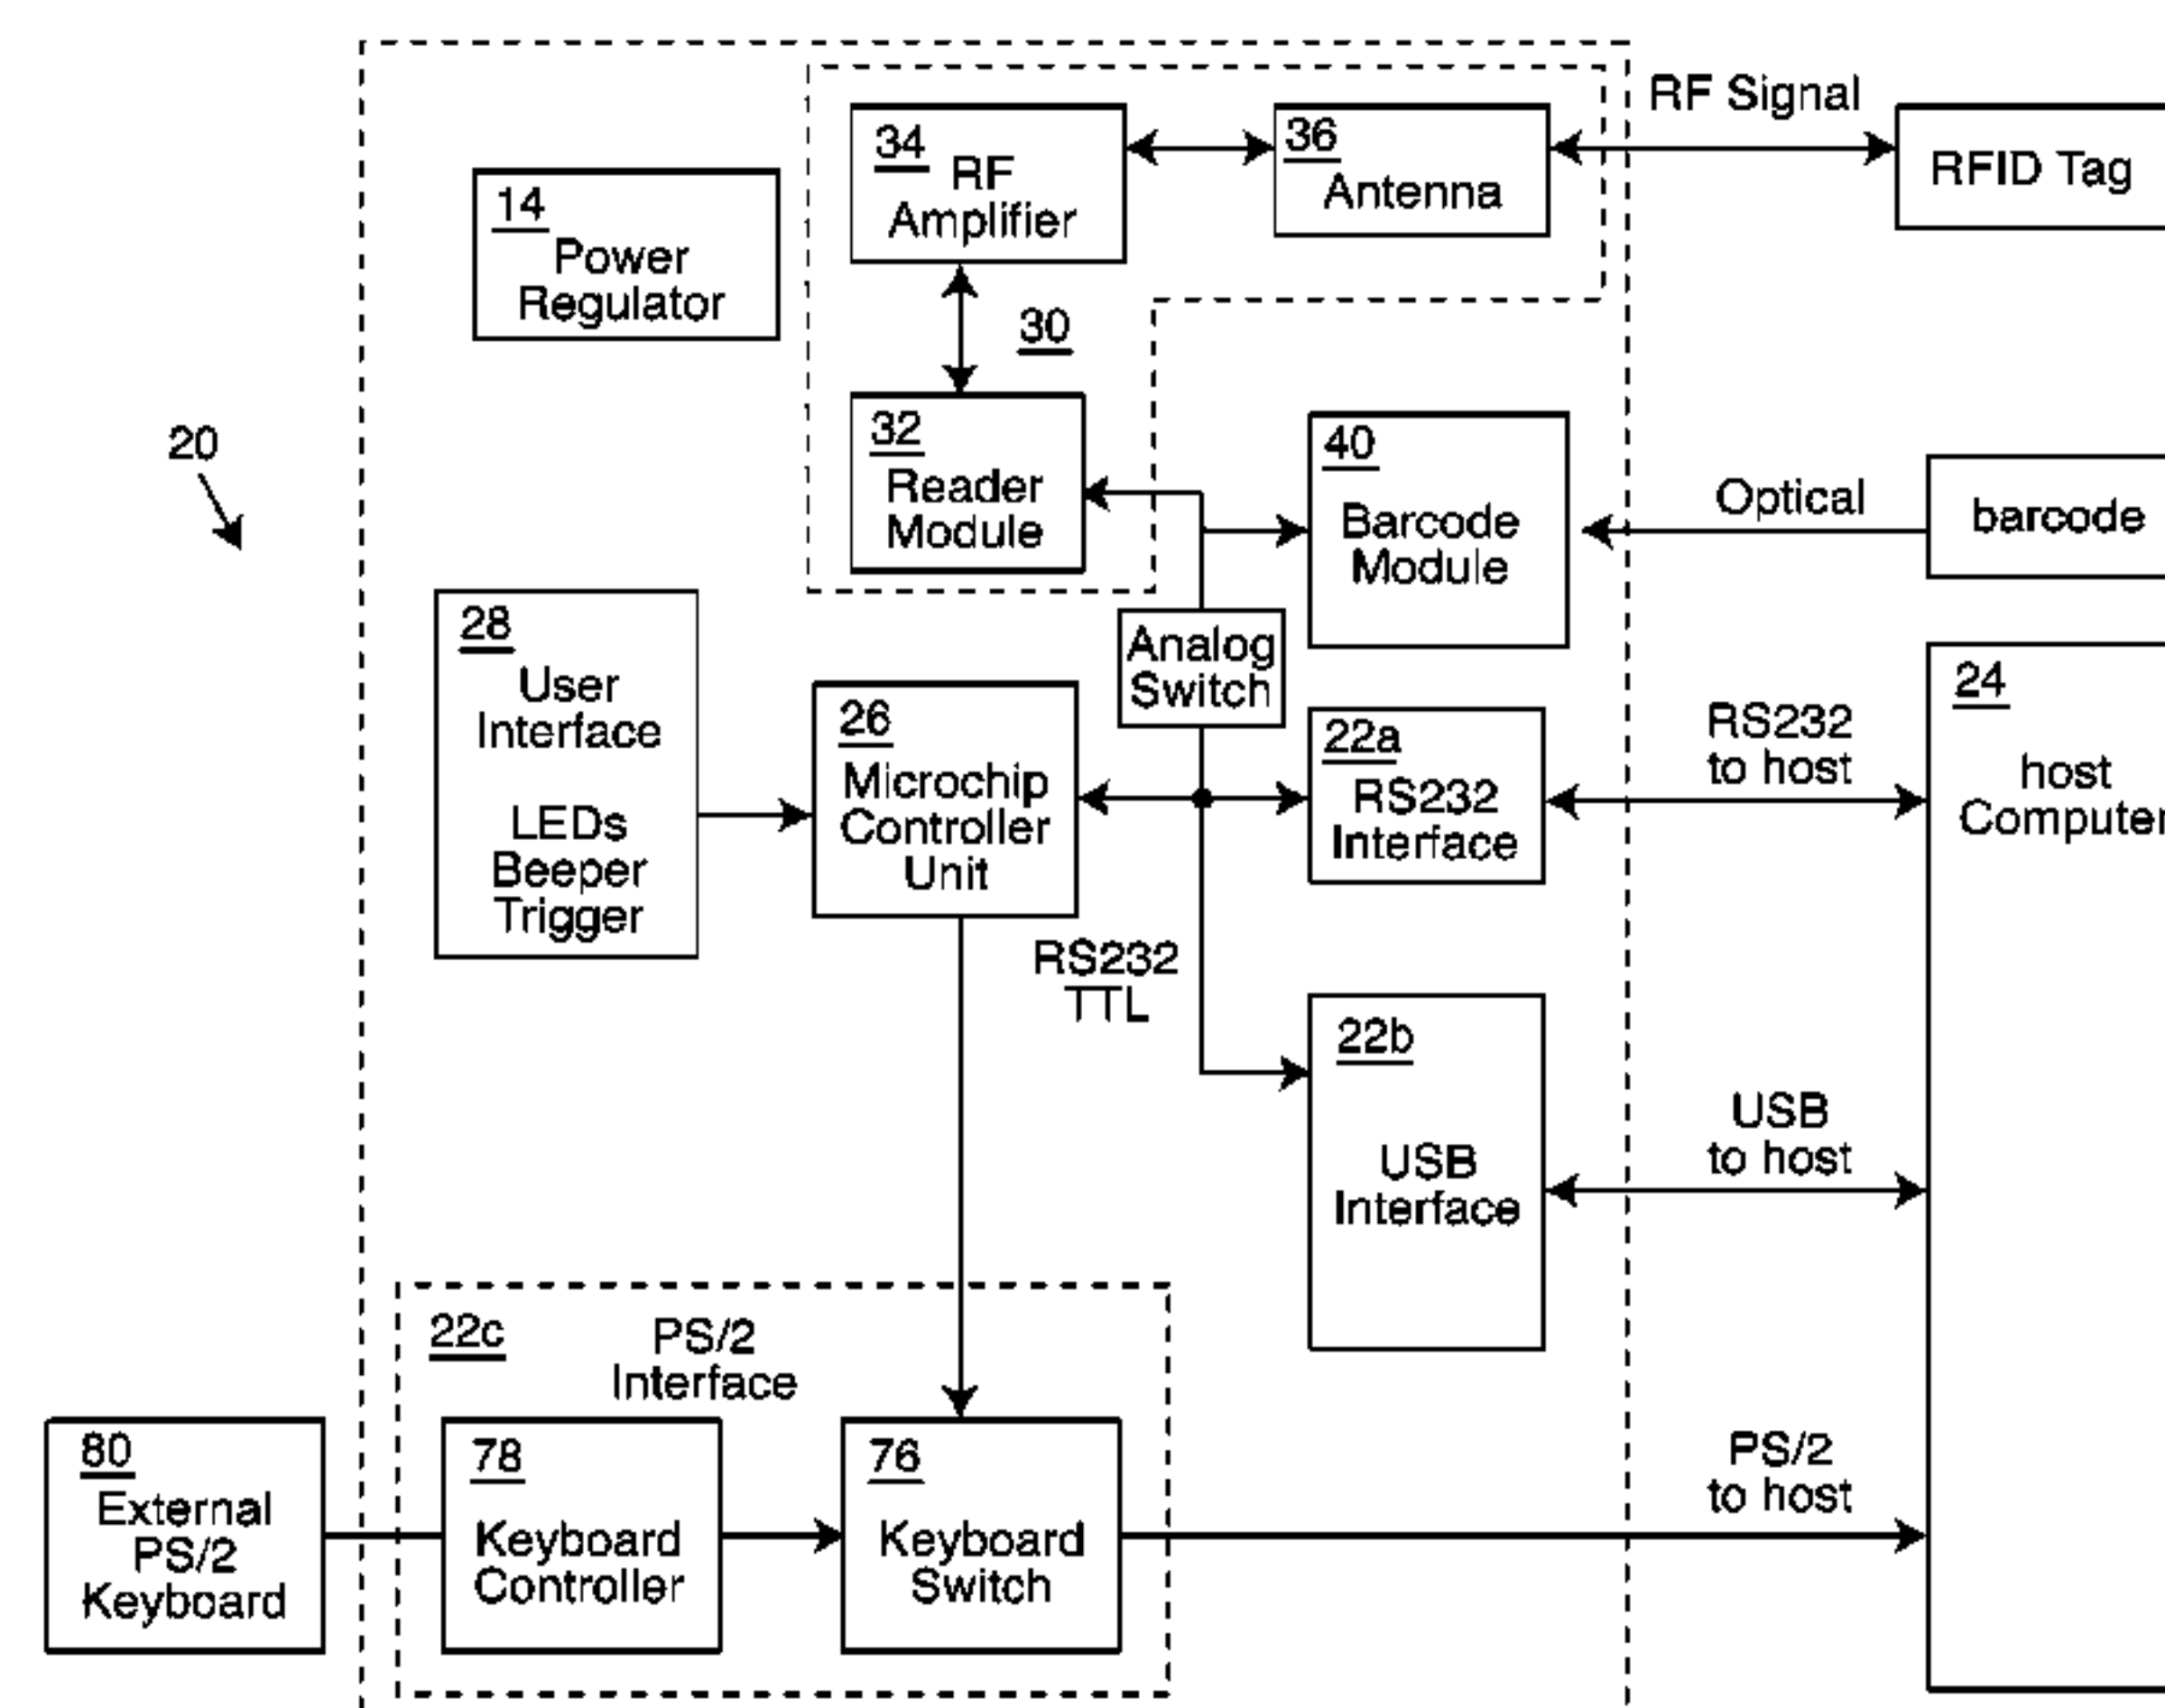 RF Signal
34
RF
Amplifier
36
Antenna
RFID Tag
14
Power
Regulator
30
20
32
Reader
Module
40
Barcode
Module
Optical
barcode
28
User
Interface
LEDs
Beeper
Trigger
26
Microchip
Controller
Unit
Analog
Switch
22a
RS232
Interface
RS232
to host
24
host
Computer
RS232
TTL
22b
USB
Interface
USB
to host
22c
PS/2
Interface
80
External
PS/2
Keyboard
78
Keyboard
Controller
76
Keyboard
Switch
PS/2
to host